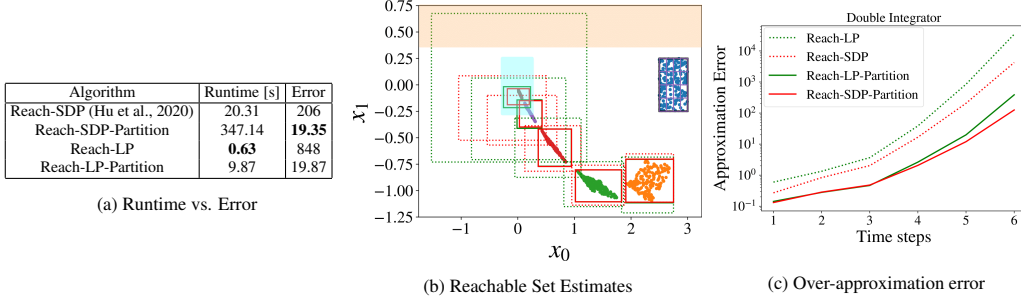 Algorithm Runtime [s] Error
Reach-SDP (Hu et al., 2020) 20.31 206
Reach-SDP-Partition 347.14 19.35
Reach-LP 0.63 848
Reach-LP-Partition 9.87 19.87
(a) Runtime vs. Error
0.75
0.50
0.25
0.00
−0.25
−0.50
−0.75
−1.00
−1.25
x1
−1 0 1 2 3
x0
(b) Reachable Set Estimates
Double Integrator
Reach-LP
Reach-SDP
Reach-LP-Partition
Reach-SDP-Partition
10^4
10^3
10^2
10^1
10^0
10^−1
Approximation Error
1 2 3 4 5 6
Time steps
(c) Over-approximation error